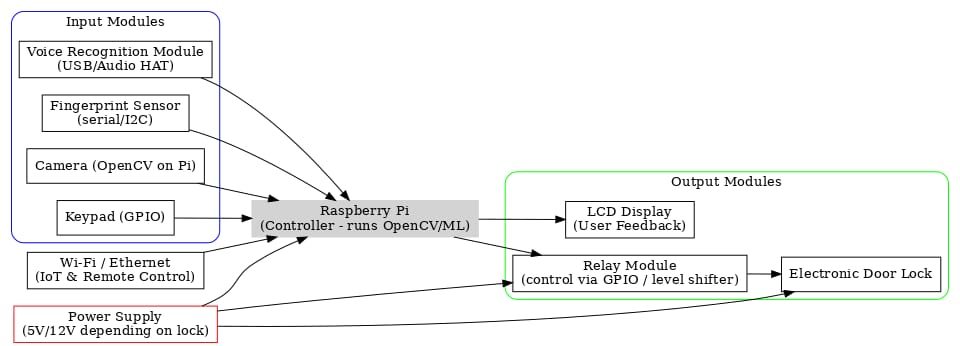 Input Modules
Voice Recognition Module
(USB/Audio HAT)
Fingerprint Sensor
(serial/I2C)
Camera (OpenCV on Pi)
Keypad (GPIO)
Wi-Fi / Ethernet
(IoT & Remote Control)
Power Supply
(5V/12V depending on lock)
Raspberry Pi
(Controller - runs OpenCV/ML)
Output Modules
LCD Display
(User Feedback)
Relay Module
(control via GPIO / level shifter)
Electronic Door Lock